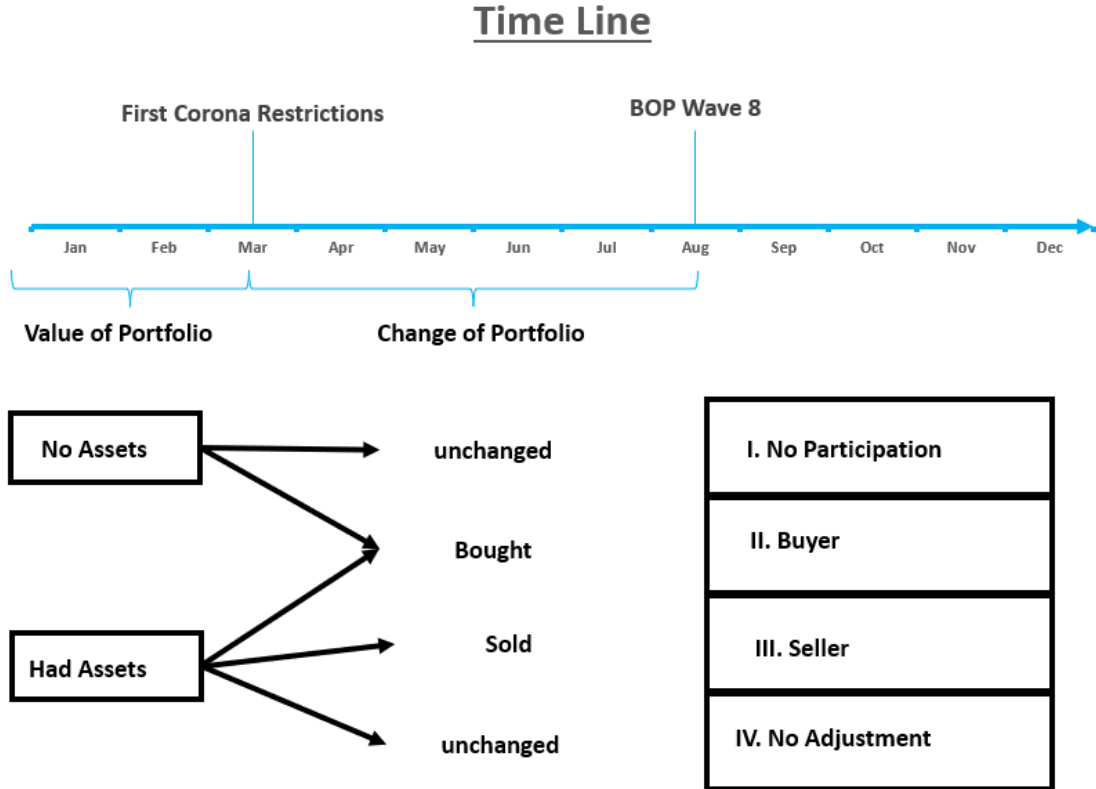 Time Line
First Corona Restrictions
BOP Wave 8
Jan Feb Mar Apr May Jun Jul Aug Sep Oct Nov Dec
Value of Portfolio
Change of Portfolio
No Assets
unchanged
I. No Participation
Bought
II. Buyer
Had Assets
Sold
III. Seller
unchanged
IV. No Adjustment